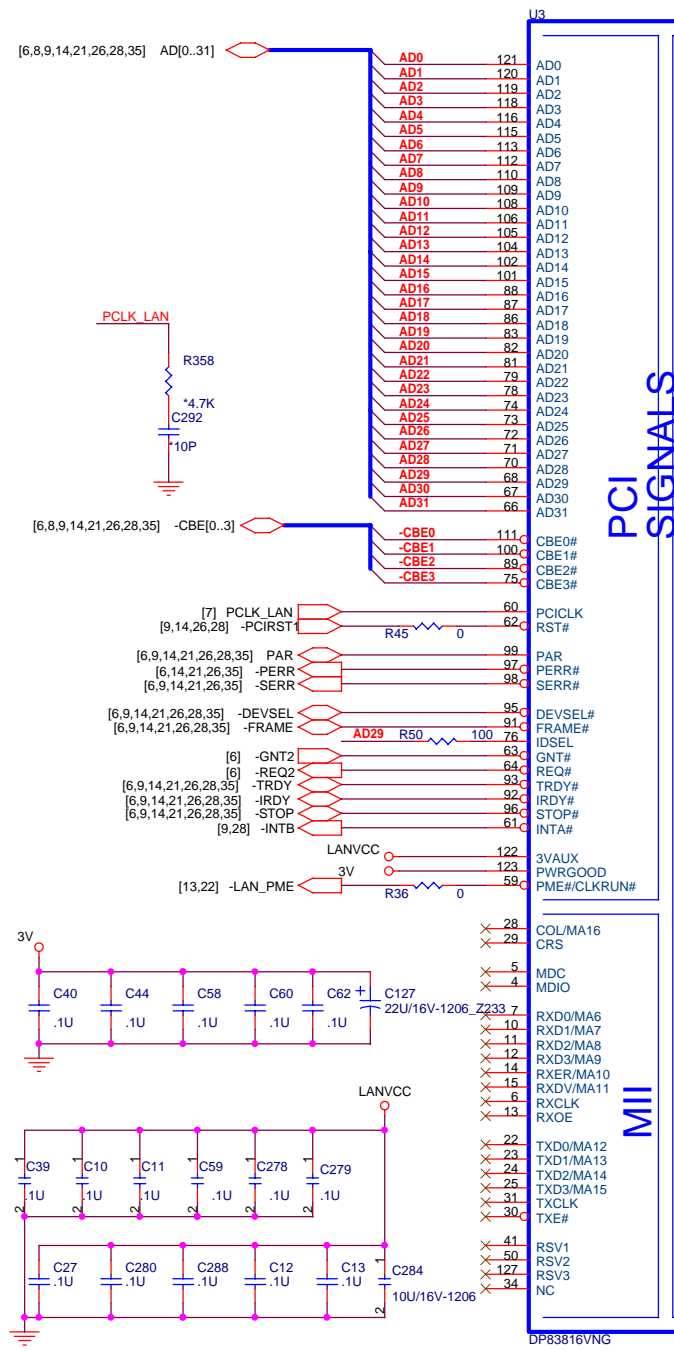 U3
[6,8,9,14,21,26,28,35] AD[0..31]
AD0 121 AD0
AD1 120 AD1
AD2 119 AD2
AD3 118 AD3
AD4 116 AD4
AD5 115 AD5
AD6 113 AD6
AD7 112 AD7
AD8 110 AD8
AD9 109 AD9
AD10 108 AD10
AD11 106 AD11
AD12 105 AD12
AD13 104 AD13
AD14 102 AD14
AD15 101 AD15
AD16 88 AD16
AD17 87 AD17
AD18 86 AD18
AD19 83 AD19
AD20 82 AD20
AD21 81 AD21
AD22 79 AD22
AD23 78 AD23
AD24 74 AD24
AD25 73 AD25
AD26 72 AD26
AD27 71 AD27
AD28 70 AD28
AD29 68 AD29
AD30 67 AD30
AD31 66 AD31
PCLK_LAN
R358
*4.7K
C292
*10P
PCI
SIGNALS
[6,8,9,14,21,26,28,35] -CBE[0..3]
-CBE0 111 CBE0#
-CBE1 100 CBE1#
-CBE2 89 CBE2#
-CBE3 75 CBE3#
[7] PCLK_LAN 60 PCICLK
[9,14,26,28] -PCIRST1 R45 0 62 RST#
[6,9,14,21,26,28,35] PAR 99 PAR
[6,14,21,26,35] -PERR 97 PERR#
[6,9,14,21,26,35] -SERR 98 SERR#
[6,9,14,21,26,28,35] -DEVSEL 95 DEVSEL#
[6,9,14,21,26,28,35] -FRAME 91 FRAME#
AD29 R50 100 76 IDSEL
[6] -GNT2 63 GNT#
[6] -REQ2 64 REQ#
[6,9,14,21,26,28,35] -TRDY 93 TRDY#
[6,9,14,21,26,28,35] -IRDY 92 IRDY#
[6,9,14,21,26,28,35] -STOP 96 STOP#
[9,28] -INTB 61 INTA#
LANVCC 122 3VAUX
3V 123 PWRGOOD
[13,22] -LAN_PME R36 0 59 PME#/CLKRUN#
28 COL/MA16
29 CRS
5 MDC
4 MDIO
7 RXD0/MA6
10 RXD1/MA7
11 RXD2/MA8
12 RXD3/MA9
14 RXER/MA10
15 RXDV/MA11
6 RXCLK
13 RXOE
22 TXD0/MA12
23 TXD1/MA13
24 TXD2/MA14
25 TXD3/MA15
31 TXCLK
30 TXE#
41 RSV1
50 RSV2
127 RSV3
34 NC
MII
DP83816VNG
3V
C40 C44 C58 C60 C62 + C127
.1U .1U .1U .1U .1U 22U/16V-1206_Z233
LANVCC
1 1 1 1 1 1
C39 C10 C11 C59 C278 C279
.1U .1U .1U .1U .1U .1U
2 2 2 2 2 2
1
C27 C280 C288 C12 C13 C284
.1U .1U .1U .1U .1U 10U/16V-1206
2